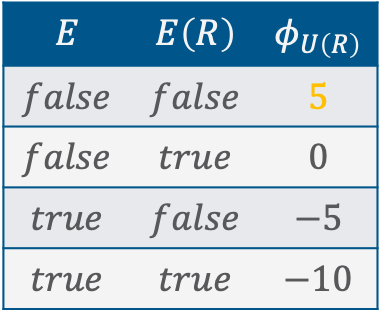 E E(R) ϕU(R)
false false 5
false true 0
true false −5
true true −10